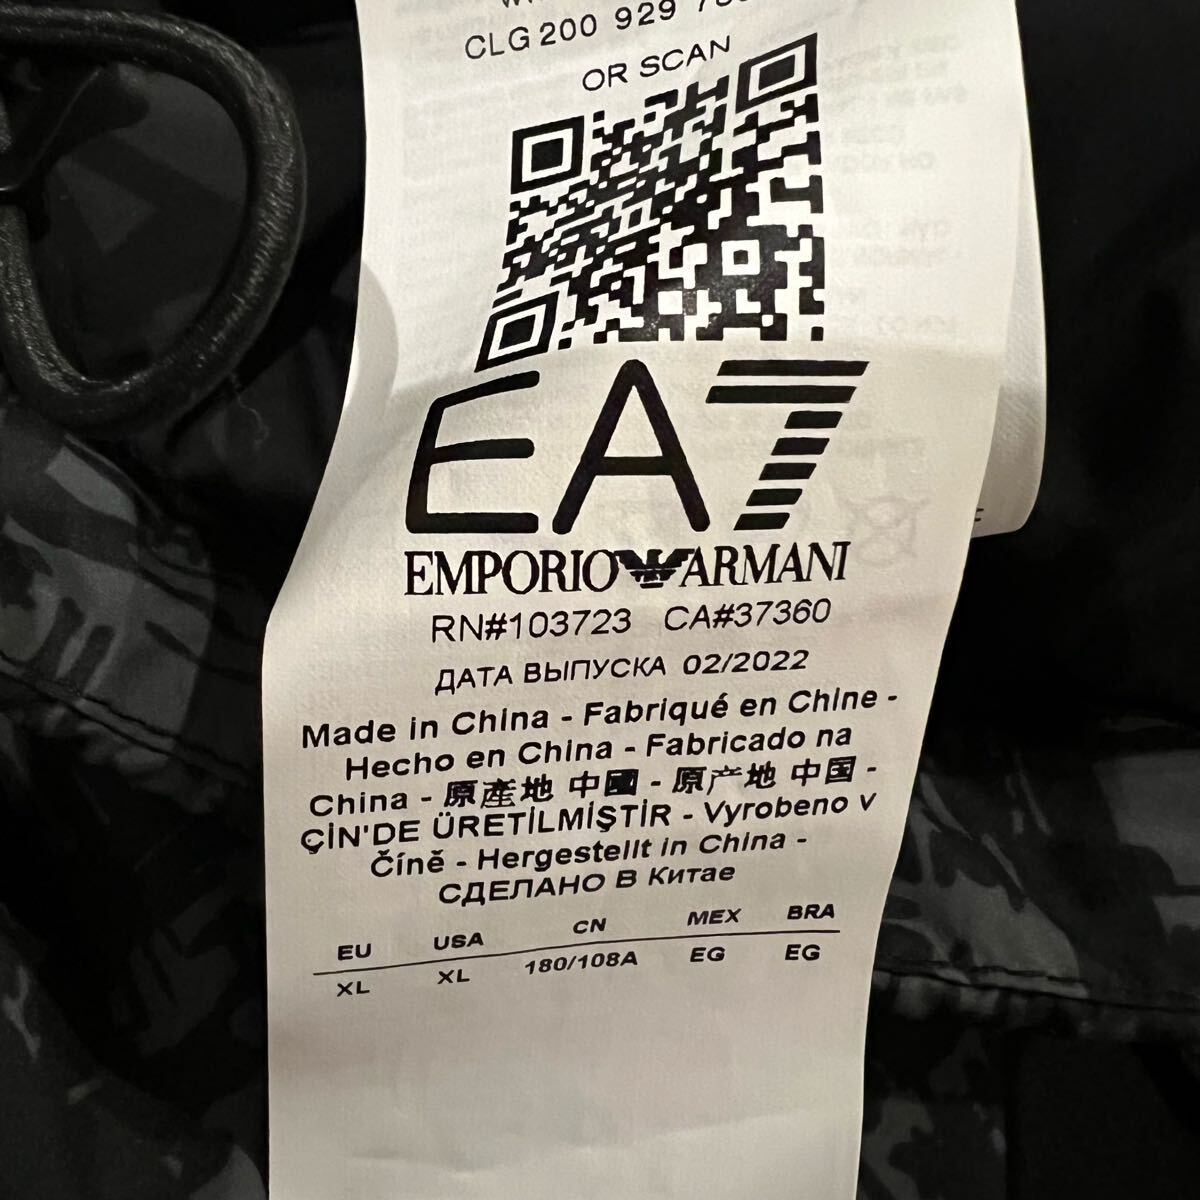 CLG 200 929
OR SCAN
EA7
EMPORIO ARMANI
RN#103723 CA#37360
ДАТА ВЫПУСКА 02/2022
Made in China - Fabriqué en Chine -
Hecho en China - Fabricado na
China - 原產地 中國 - 原产地 中国 -
ÇİN'DE ÜRETİLMİŞTİR - Vyrobeno v
Číně - Hergestellt in China -
СДЕЛАНО В Китае
EU USA CN MEX BRA
XL XL 180/108A EG EG